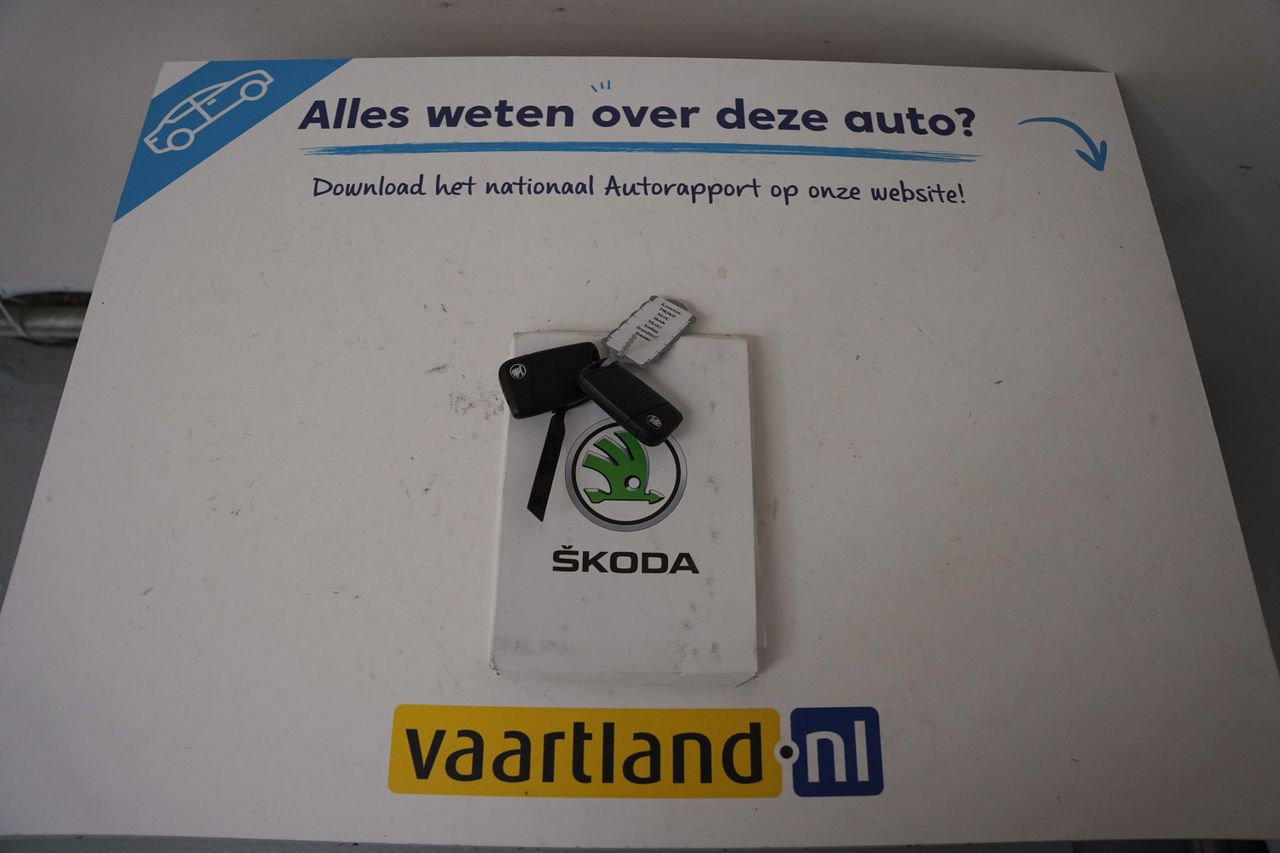 Alles weten over deze auto?
Download het nationaal Autorapport op onze website!
ŠKODA
vaartland.nl